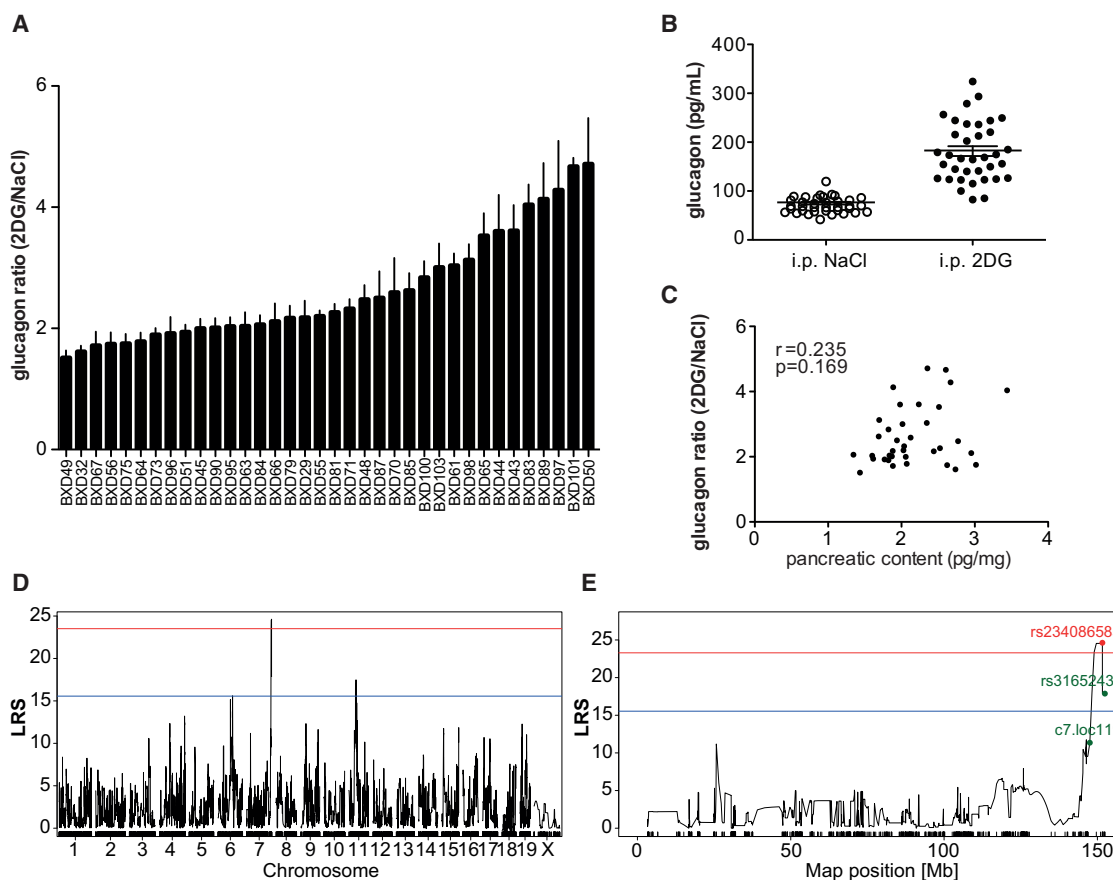 A
glucagon ratio (2DG/NaCl)
6
4
2
0
BXD49
BXD32
BXD67
BXD56
BXD75
BXD64
BXD73
BXD96
BXD51
BXD45
BXD90
BXD95
BXD63
BXD84
BXD66
BXD79
BXD29
BXD55
BXD81
BXD71
BXD48
BXD87
BXD70
BXD85
BXD100
BXD103
BXD61
BXD98
BXD65
BXD44
BXD43
BXD83
BXD89
BXD97
BXD101
BXD50
B
glucagon (pg/mL)
400
300
200
100
0
i.p. NaCl
i.p. 2DG
C
glucagon ratio (2DG/NaCl)
6
4
2
0
r=0.235
p=0.169
0 1 2 3 4
pancreatic content (pg/mg)
D
LRS
25
20
15
10
5
0
1 2 3 4 5 6 7 8 9 10 11 12 13 14 15 16 17 18 19 X
Chromosome
E
LRS
25
20
15
10
5
0
rs23408658
rs3165243
c7.loc11
0 50 100 150
Map position [Mb]